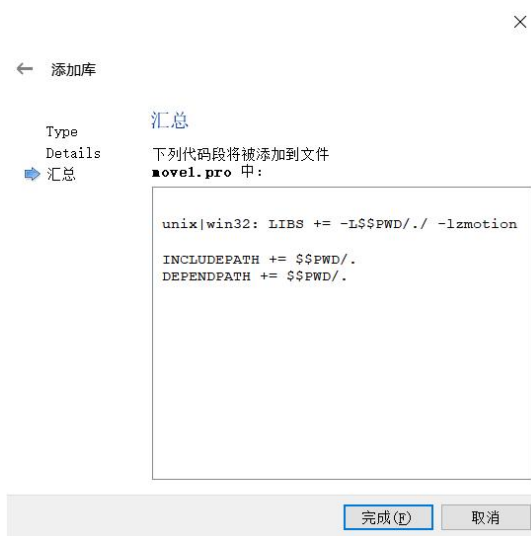 添加库
Type
Details
汇总
汇总
下列代码段将被添加到文件
move1.pro 中:
unix|win32: LIBS += -L$$PWD/./ -lzmotion
INCLUDEPATH += $$PWD/.
DEPENDPATH += $$PWD/.
完成(F)
取消